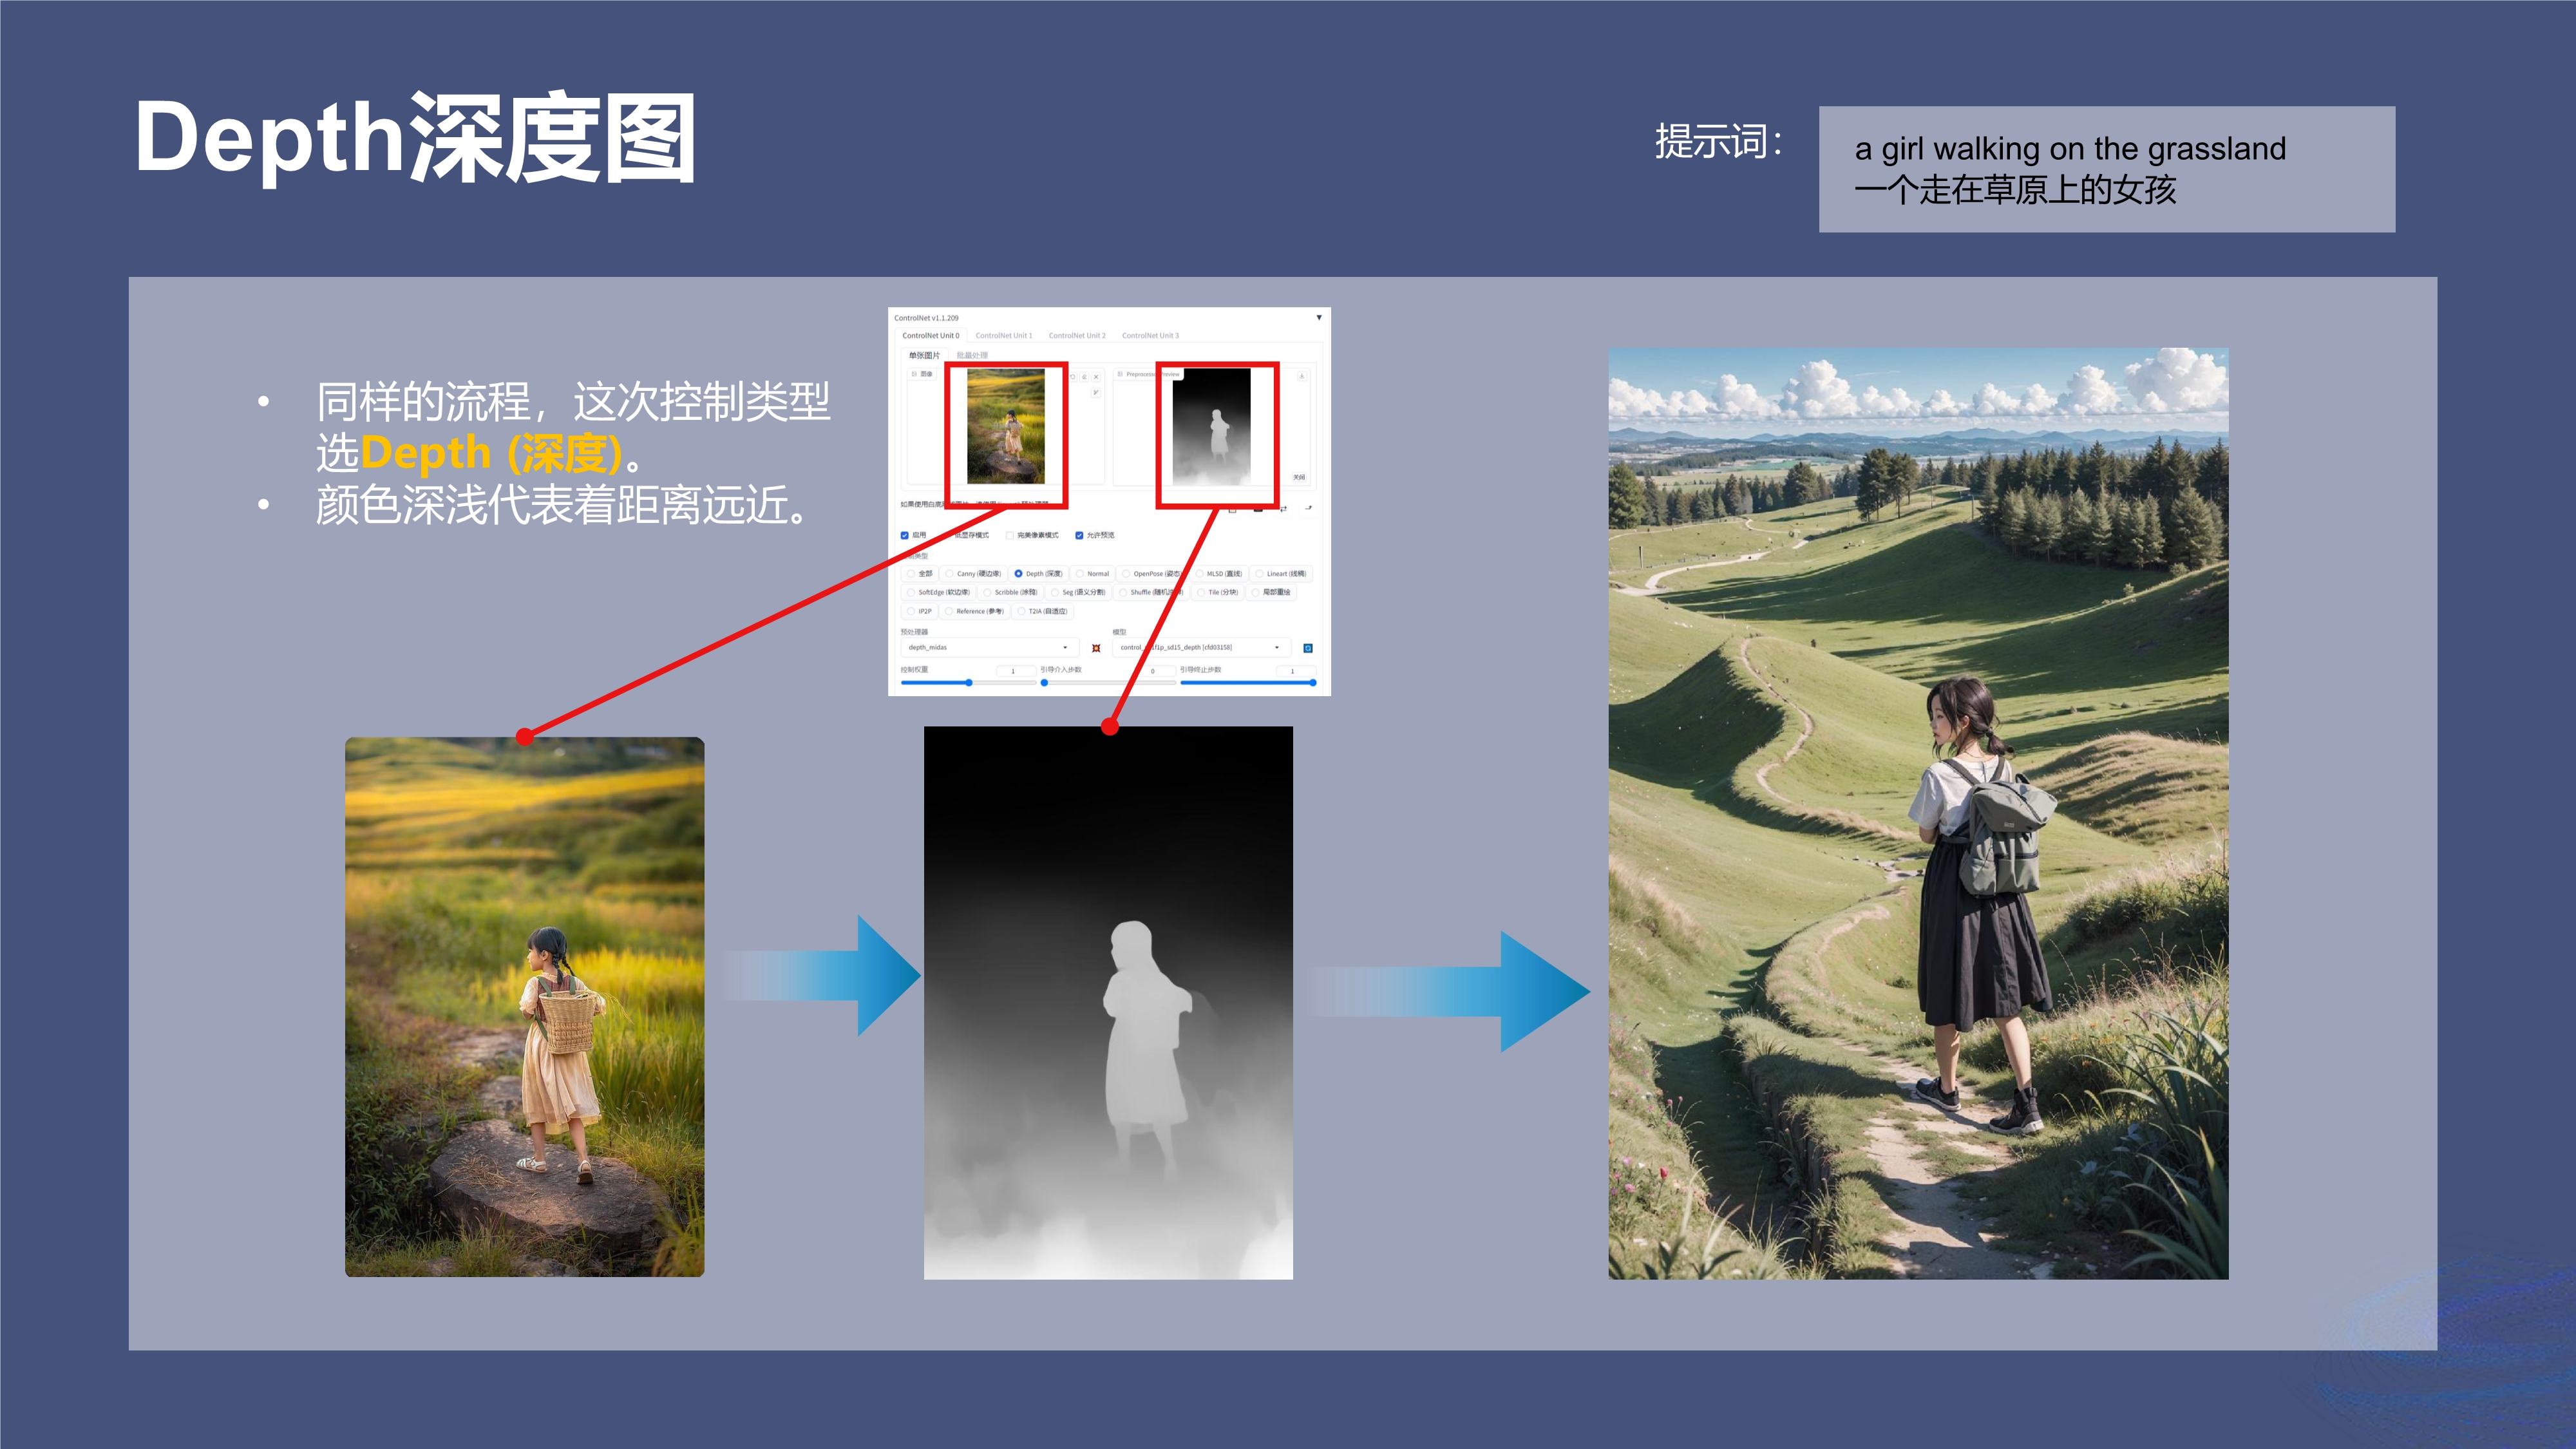 Depth深度图
提示词：
a girl walking on the grassland
一个走在草原上的女孩
• 同样的流程，这次控制类型
选Depth (深度)。
• 颜色深浅代表着距离远近。
ControlNet v1.1.209
ControlNet Unit 0 ControlNet Unit 1 ControlNet Unit 2 ControlNet Unit 3
单张图片 批量处理
图像
关闭
如果使用白底
启用 低显存模式 完美像素模式 允许预览
类型
全部 Canny (硬边缘) Depth (深度) Normal OpenPose (姿态) MLSD (直线) Lineart (线稿)
SoftEdge (软边缘) Scribble (涂鸦) Seg (语义分割) Shuffle (随机 Tile (分块) 局部重绘
IP2P Reference (参考) T2IA (自适应)
预处理器 模型
depth_midas f1p_sd15_depth [cfd03158]
控制权重 1 引导介入步数 0 引导终止步数 1